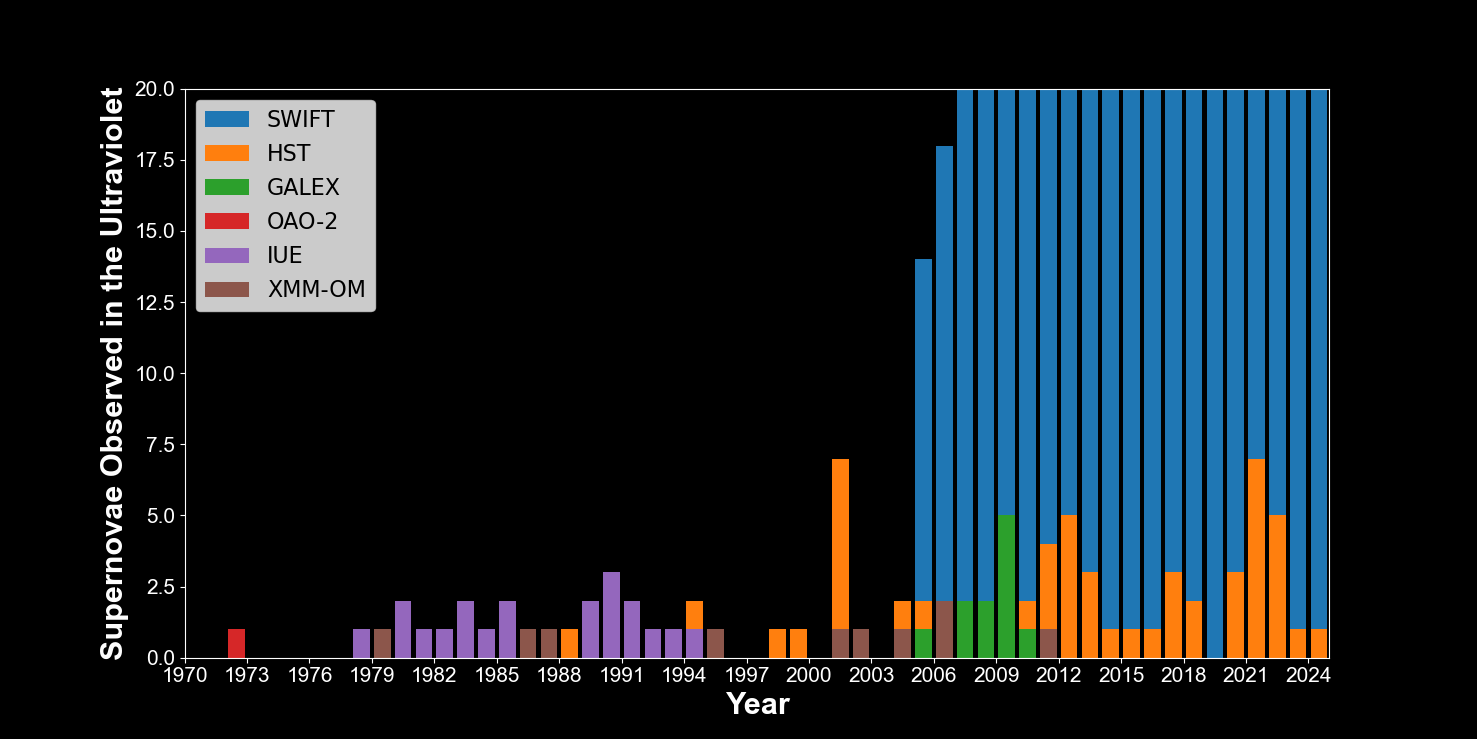 Supernovae Observed in the Ultraviolet
20.0
17.5
15.0
12.5
10.0
7.5
5.0
2.5
0.0
SWIFT
HST
GALEX
OAO-2
IUE
XMM-OM
1970 1973 1976 1979 1982 1985 1988 1991 1994 1997 2000 2003 2006 2009 2012 2015 2018 2021 2024
Year